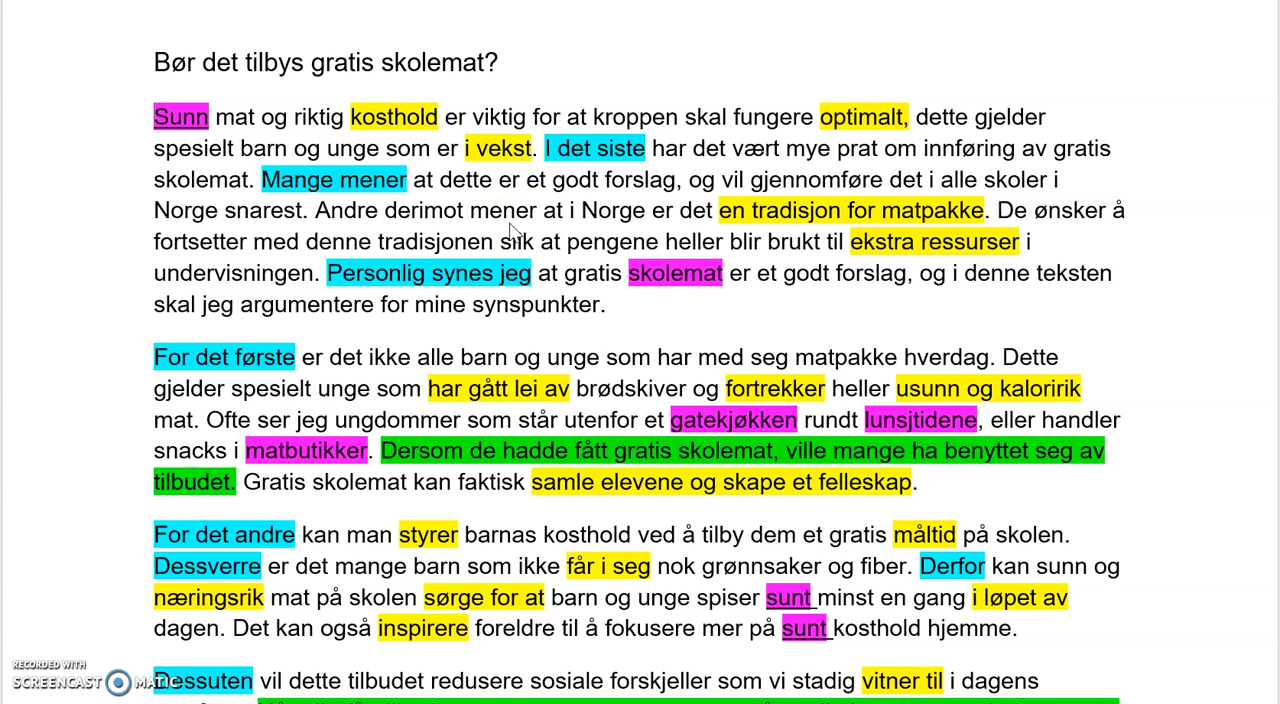 Bør det tilbys gratis skolemat?
Sunn mat og riktig kosthold er viktig for at kroppen skal fungere optimalt, dette gjelder
spesielt barn og unge som er i vekst. I det siste har det vært mye prat om innføring av gratis
skolemat. Mange mener at dette er et godt forslag, og vil gjennomføre det i alle skoler i
Norge snarest. Andre derimot mener at i Norge er det en tradisjon for matpakke. De ønsker å
fortsetter med denne tradisjonen slik at pengene heller blir brukt til ekstra ressurser i
undervisningen. Personlig synes jeg at gratis skolemat er et godt forslag, og i denne teksten
skal jeg argumentere for mine synspunkter.
For det første er det ikke alle barn og unge som har med seg matpakke hverdag. Dette
gjelder spesielt unge som har gått lei av brødskiver og fortrekker heller usunn og kaloririk
mat. Ofte ser jeg ungdommer som står utenfor et gatekjøkken rundt lunsjtidene, eller handler
snacks i matbutikker. Dersom de hadde fått gratis skolemat, ville mange ha benyttet seg av
tilbudet. Gratis skolemat kan faktisk samle elevene og skape et felleskap.
For det andre kan man styrer barnas kosthold ved å tilby dem et gratis måltid på skolen.
Dessverre er det mange barn som ikke får i seg nok grønnsaker og fiber. Derfor kan sunn og
næringsrik mat på skolen sørge for at barn og unge spiser sunt minst en gang i løpet av
dagen. Det kan også inspirere foreldre til å fokusere mer på sunt kosthold hjemme.
Dessuten vil dette tilbudet redusere sosiale forskjeller som vi stadig vitner til i dagens
RECORDED WITH
SCREENCAST MATIC